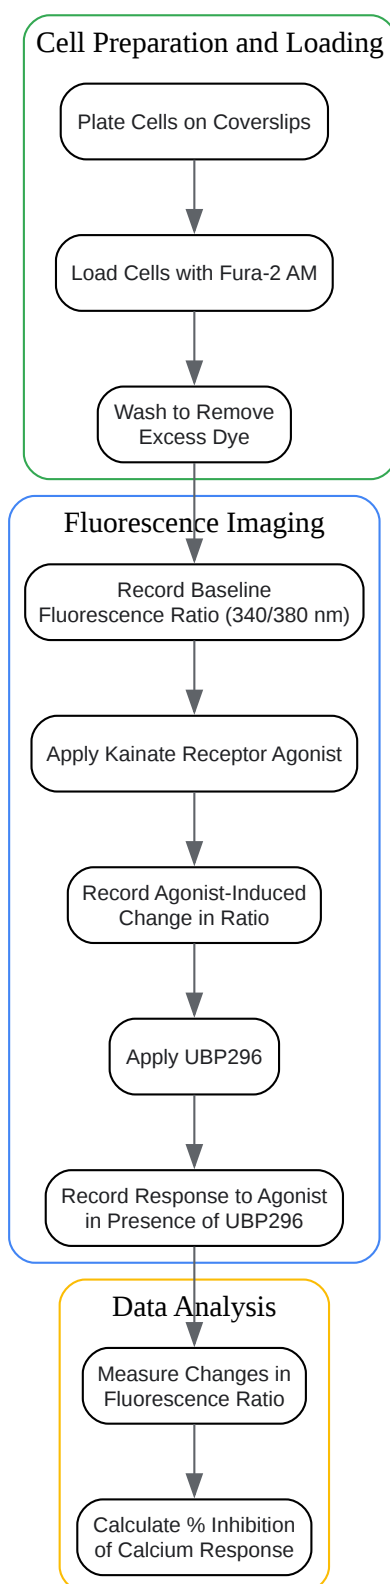 Cell Preparation and Loading
Plate Cells on Coverslips
Load Cells with Fura-2 AM
Wash to Remove
Excess Dye
Fluorescence Imaging
Record Baseline
Fluorescence Ratio (340/380 nm)
Apply Kainate Receptor Agonist
Record Agonist-Induced
Change in Ratio
Apply UBP296
Record Response to Agonist
in Presence of UBP296
Data Analysis
Measure Changes in
Fluorescence Ratio
Calculate % Inhibition
of Calcium Response